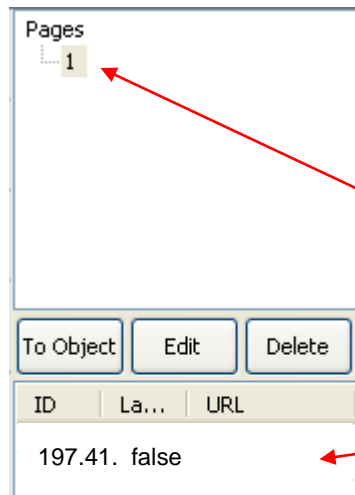 Pages
1
To Object Edit Delete
ID La... URL
197.41. false